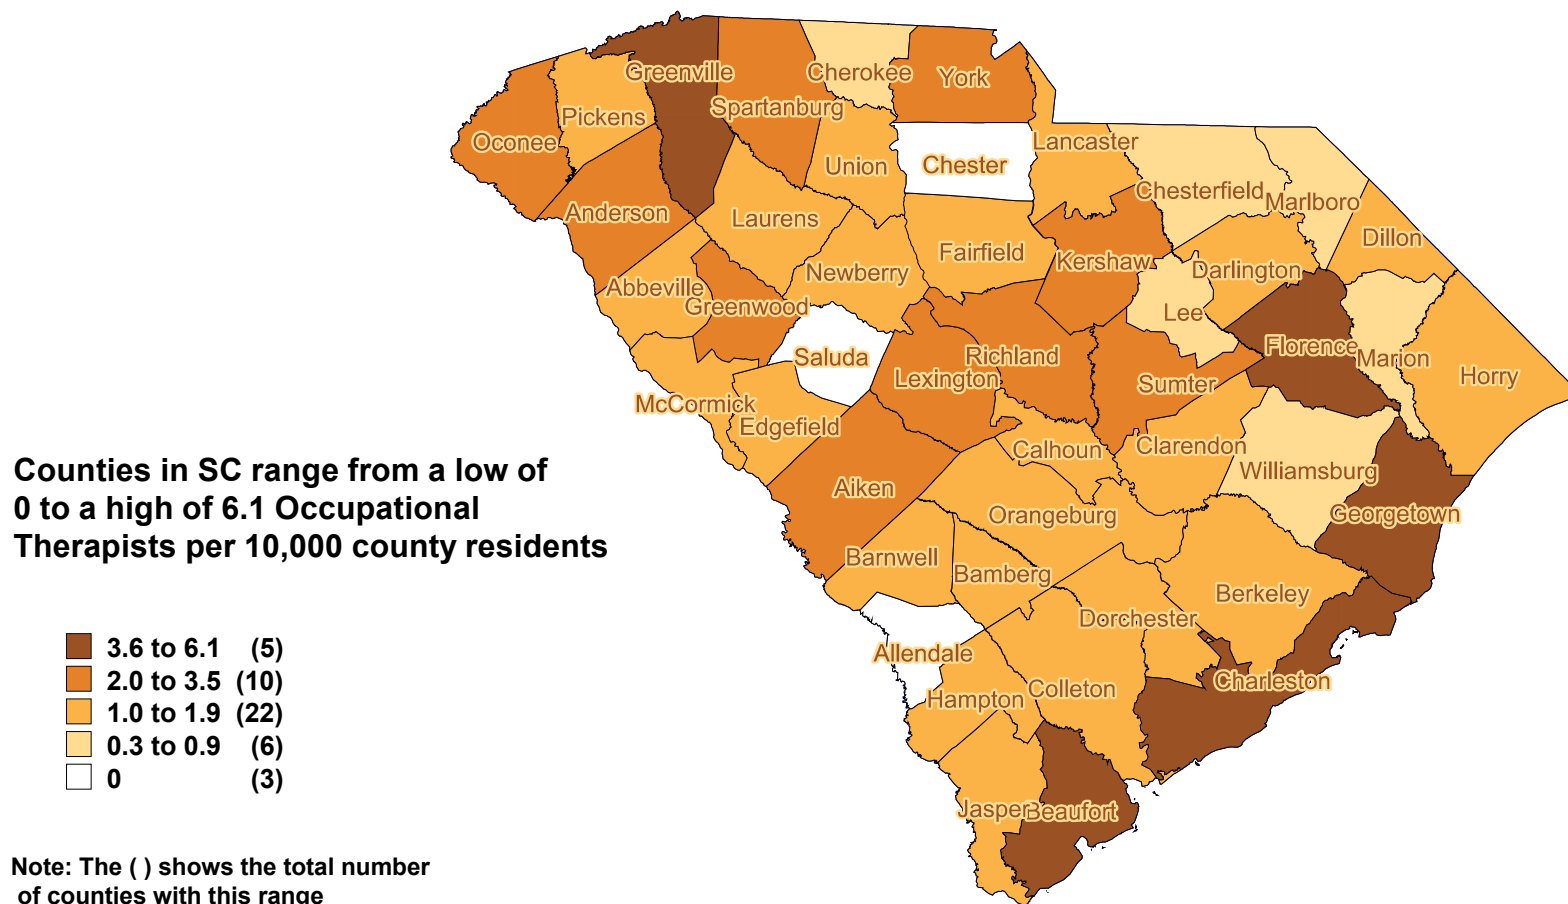 Greenville
Cherokee
York
Spartanburg
Pickens
Oconee
Lancaster
Union
Chester
Chesterfield
Marlboro
Anderson
Laurens
Dillon
Fairfield
Kershaw
Darlington
Newberry
Abbeville
Greenwood
Lee
Florence
Marion
Saluda
Richland
Lexington
Sumter
Horry
McCormick
Edgefield
Calhoun
Clarendon
Williamsburg
Aiken
Orangeburg
Georgetown
Barnwell
Bamberg
Berkeley
Dorchester
Allendale
Charleston
Hampton
Colleton
Jasper
Beaufort
Counties in SC range from a low of
0 to a high of 6.1 Occupational
Therapists per 10,000 county residents
3.6 to 6.1 (5)
2.0 to 3.5 (10)
1.0 to 1.9 (22)
0.3 to 0.9 (6)
0 (3)
Note: The ( ) shows the total number
of counties with this range